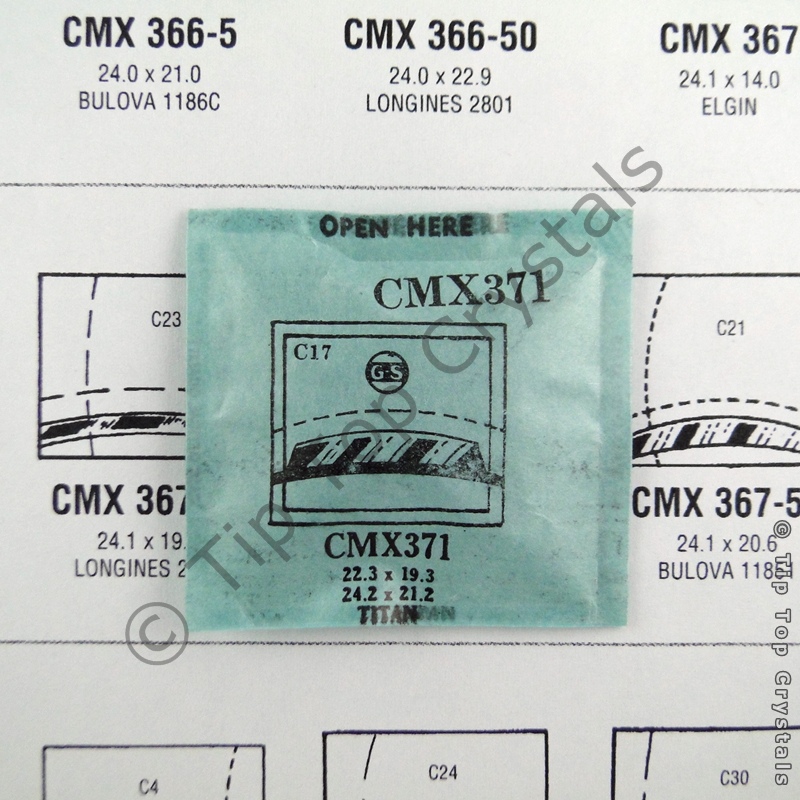 CMX 366-5
24.0 x 21.0
BULOVA 1186C
CMX 366-50
24.0 x 22.9
LONGINES 2801
CMX 367
24.1 x 14.0
ELGIN
OPEN HERE
CMX371
C17
G-S
CMX371
22.3 x 19.3
24.2 x 21.2
TITAN
C23
CMX 367
24.1 x 19.
LONGINES 2
C21
CMX 367-5
24.1 x 20.6
BULOVA 118
C4
C24
C30
© Tip Top Crystals
© Tip Top Crystals